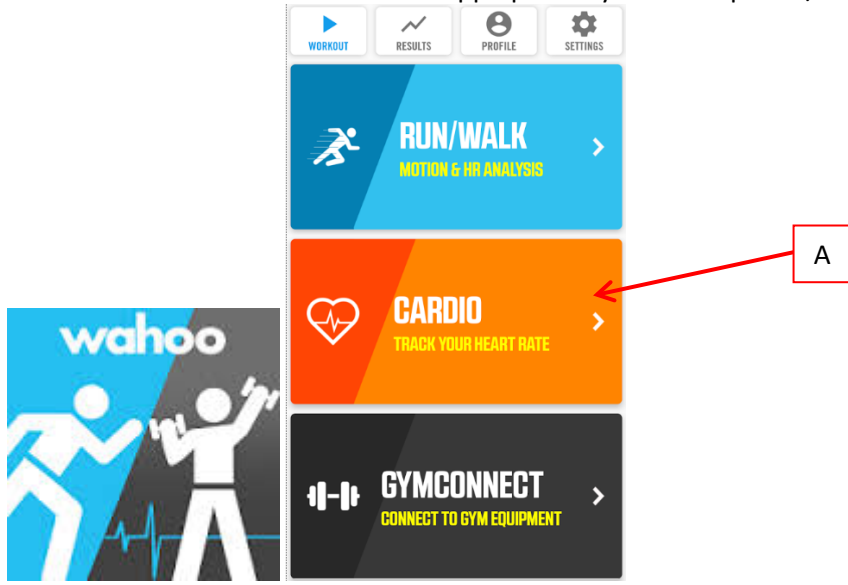 WORKOUT
RESULTS
PROFILE
SETTINGS
RUN/WALK
MOTION & HR ANALYSIS
A
CARDIO
TRACK YOUR HEART RATE
wahoo
GYMCONNECT
CONNECT TO GYM EQUIPMENT